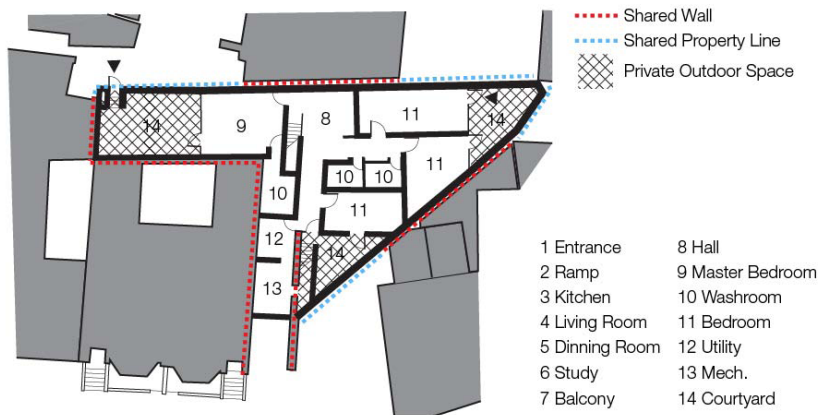 Shared Wall
Shared Property Line
Private Outdoor Space
14
9
8
11
14
11
10
10
10
11
12
14
13
1 Entrance
2 Ramp
3 Kitchen
4 Living Room
5 Dinning Room
6 Study
7 Balcony
8 Hall
9 Master Bedroom
10 Washroom
11 Bedroom
12 Utility
13 Mech.
14 Courtyard